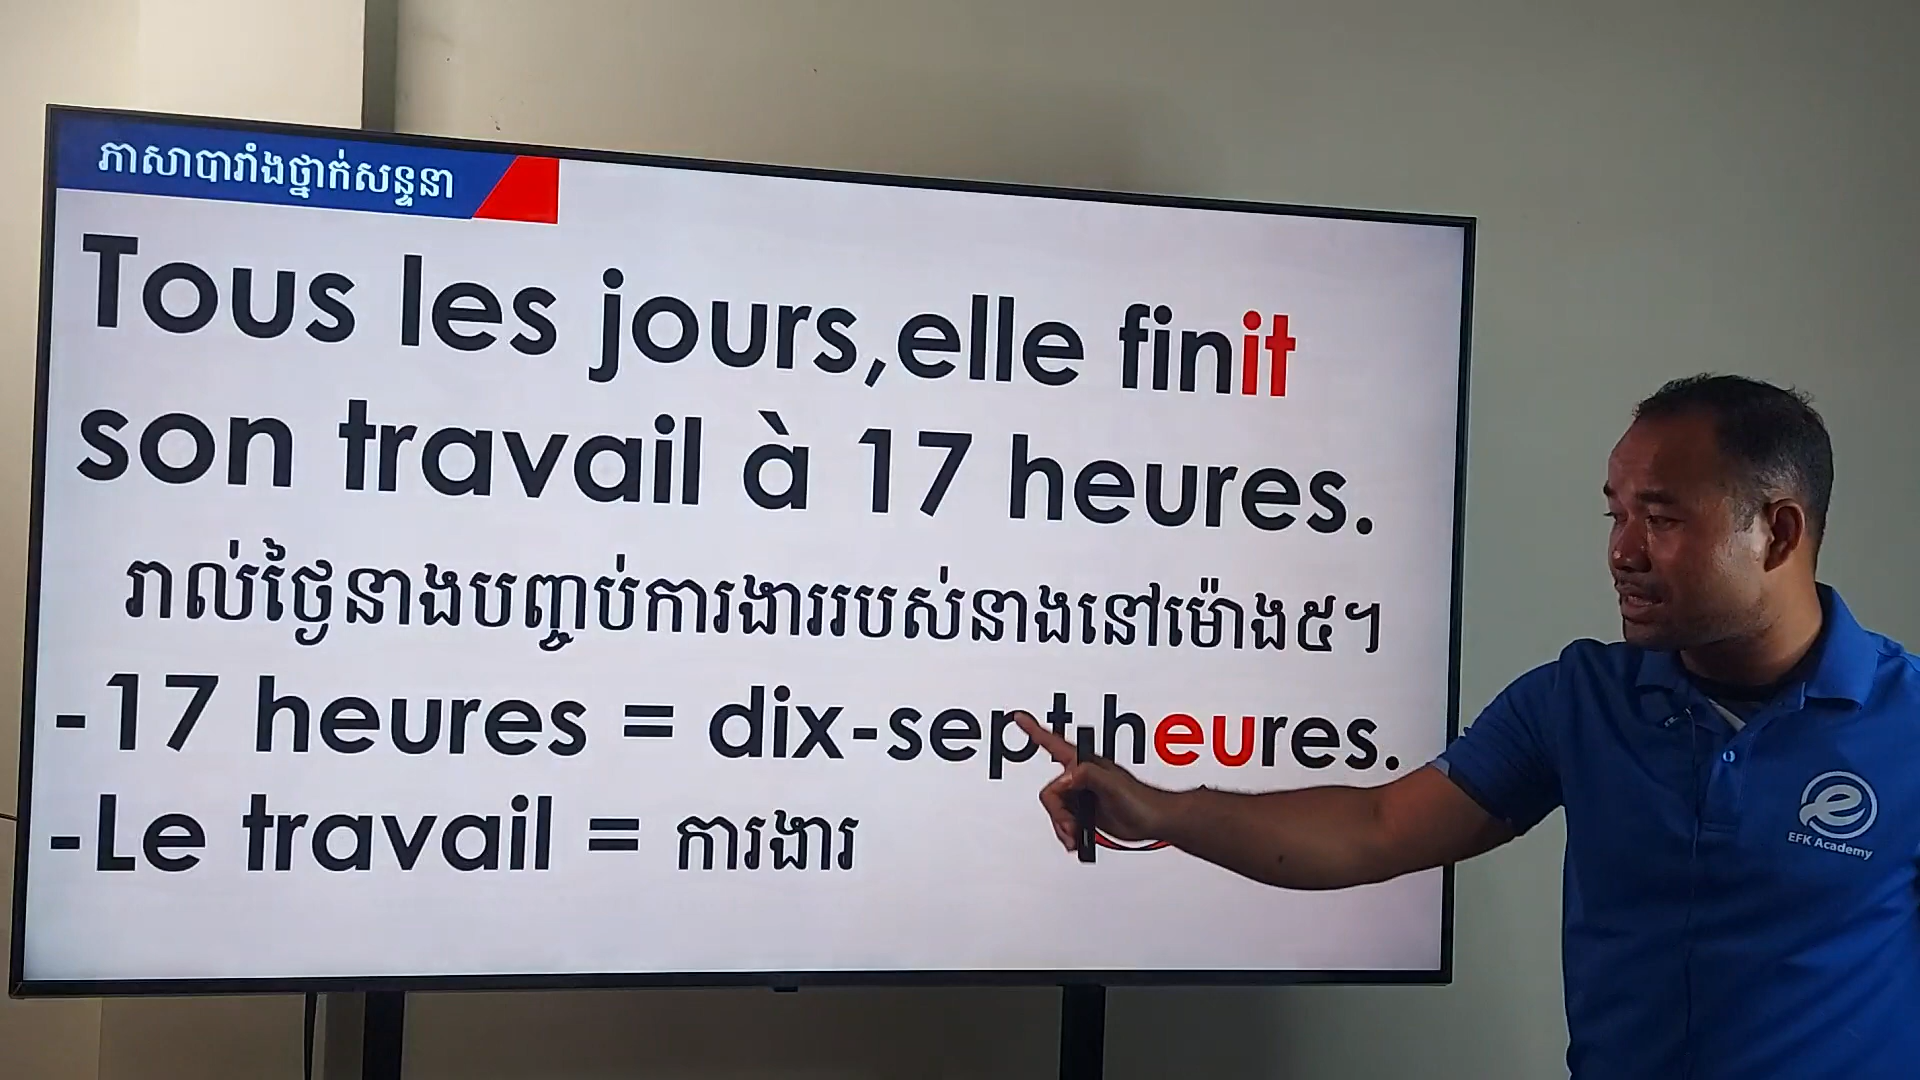 ភាសាបារាំងថ្នាក់សន្ទនា
Tous les jours,elle finit
son travail à 17 heures.
រាល់ថ្ងៃនាងបញ្ចប់ការងាររបស់នាងនៅម៉ោង៥។
-17 heures = dix-sept heures.
-Le travail = ការងារ
e
EFK Academy